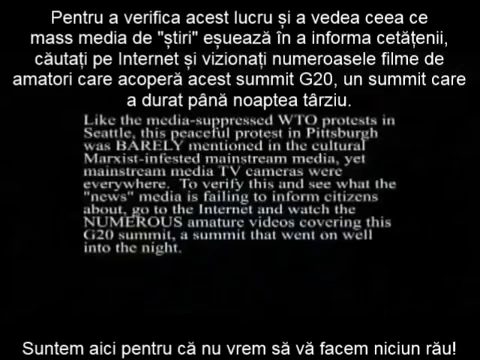 Pentru a verifica acest lucru și a vedea ceea ce
mass media de "știri" eșuează în a informa cetățenii,
căutați pe Internet și vizionați numeroasele filme de
amatori care acoperă acest summit G20, un summit care
a durat până noaptea târziu.
Like the media-suppressed WTO protests in
Seattle, this peaceful protest in Pittsburgh
was BARELY mentioned in the cultural
Marxist-infested mainstream media, yet
mainstream media TV cameras were
everywhere. To verify this and see what the
"news" media is failing to inform citizens
about, go to the Internet and watch the
NUMEROUS amature videos covering this
G20 summit, a summit that went on well
into the night.
Suntem aici pentru că nu vrem să vă facem niciun rău!